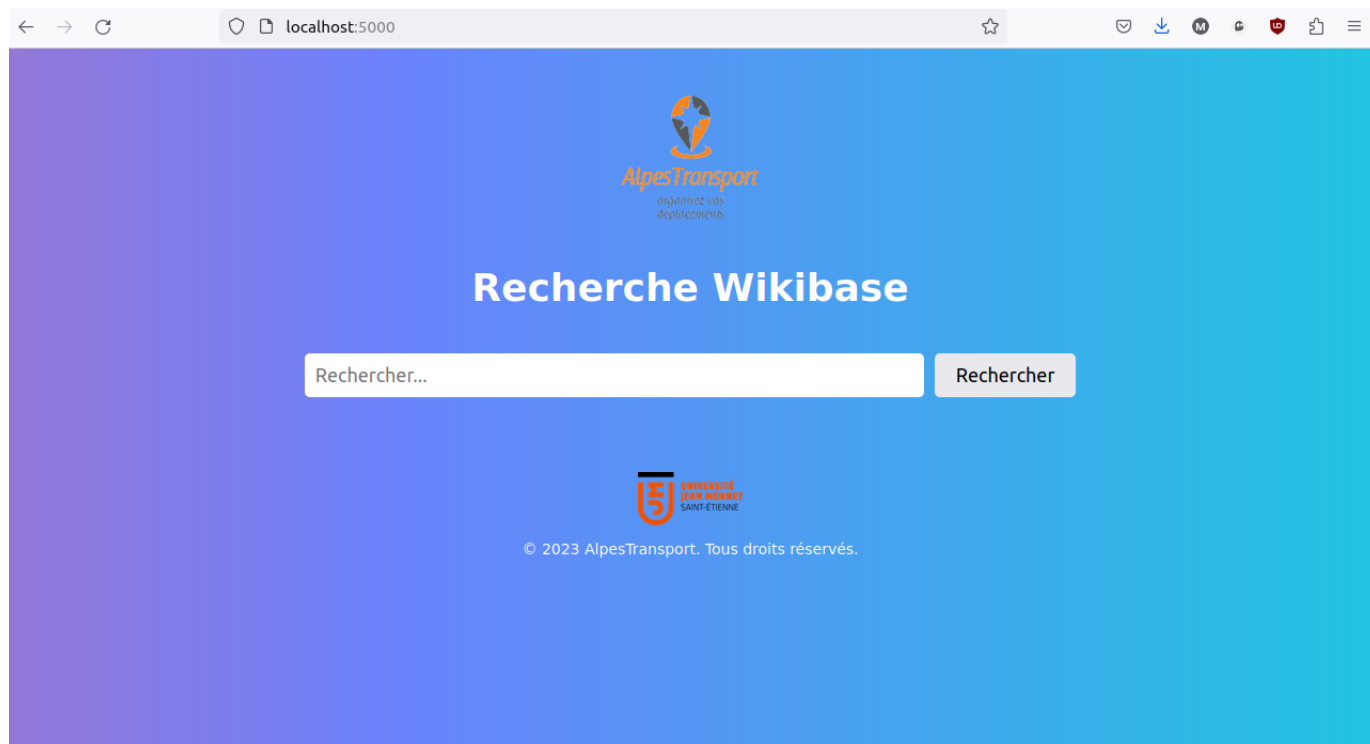 localhost:5000
AlpesTransport
organisez vos
déplacements
Recherche Wikibase
Rechercher...
Rechercher
UNIVERSITÉ
JEAN MONNET
SAINT-ÉTIENNE
© 2023 AlpesTransport. Tous droits réservés.